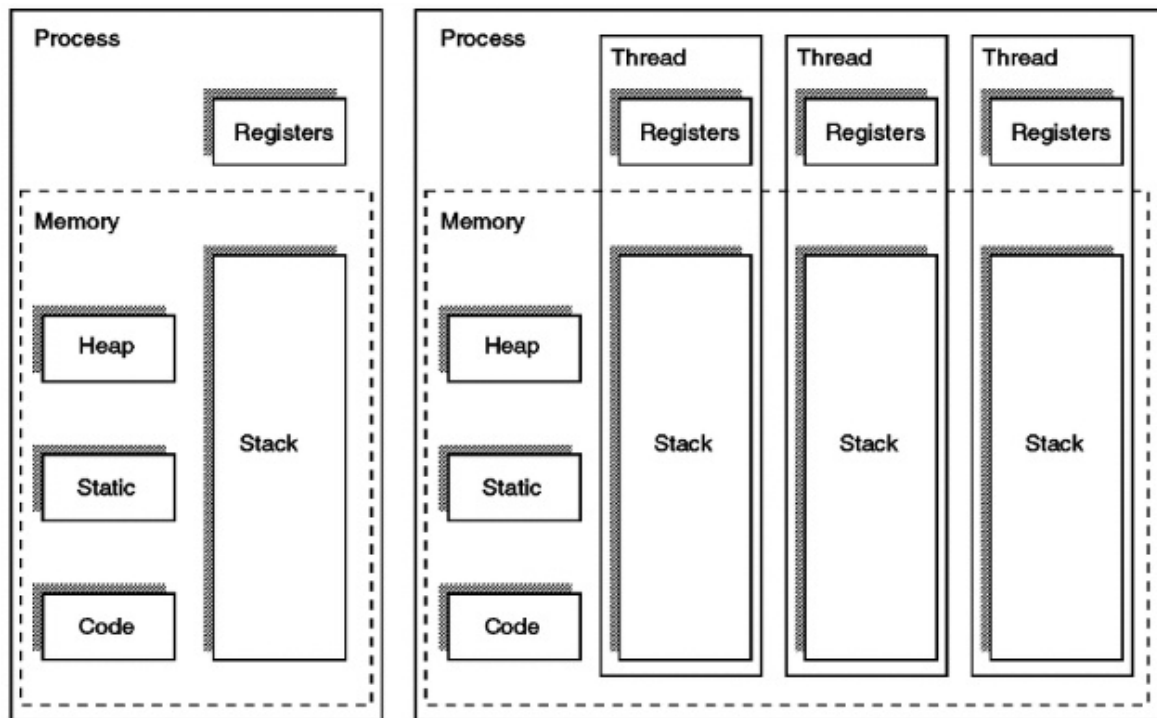 Process
Registers
Memory
Heap
Stack
Static
Code
Process
Thread
Thread
Thread
Registers
Registers
Registers
Memory
Heap
Stack
Stack
Stack
Static
Code